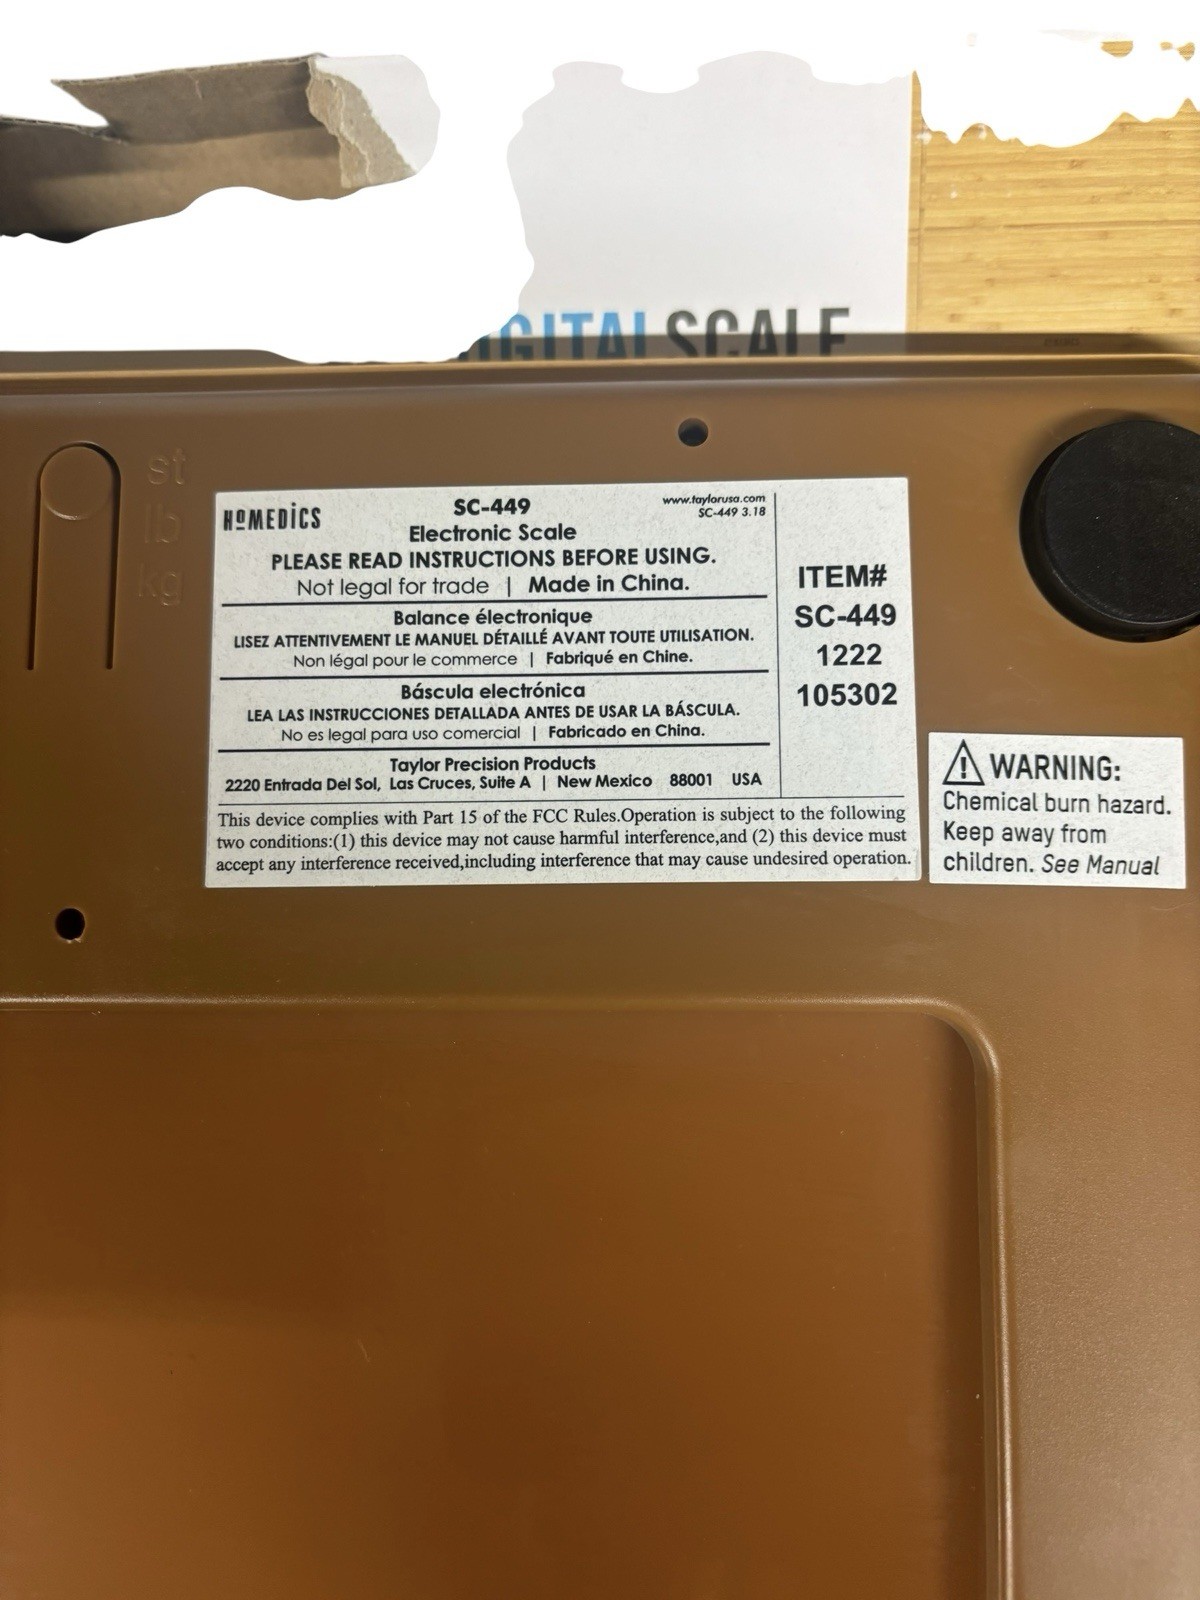 DIGITAL SCALE
st
lb
kg
HoMEDiCS
SC-449
www.taylorusa.com
SC-449 3.18
Electronic Scale
PLEASE READ INSTRUCTIONS BEFORE USING.
Not legal for trade | Made in China.
Balance électronique
LISEZ ATTENTIVEMENT LE MANUEL DÉTAILLÉ AVANT TOUTE UTILISATION.
Non légal pour le commerce | Fabriqué en Chine.
Báscula electrónica
LEA LAS INSTRUCCIONES DETALLADA ANTES DE USAR LA BÁSCULA.
No es legal para uso comercial | Fabricado en China.
Taylor Precision Products
2220 Entrada Del Sol, Las Cruces, Suite A | New Mexico 88001 USA
ITEM#
SC-449
1222
105302
This device complies with Part 15 of the FCC Rules.Operation is subject to the following
two conditions:(1) this device may not cause harmful interference,and (2) this device must
accept any interference received,including interference that may cause undesired operation.
WARNING:
Chemical burn hazard.
Keep away from
children. See Manual